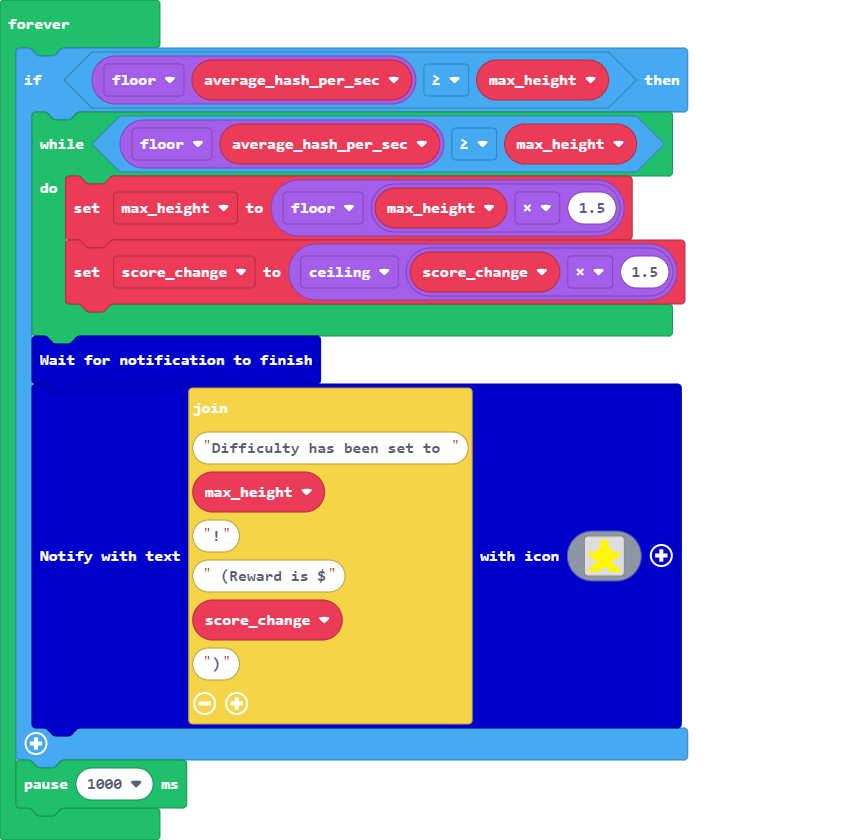 forever
if floor average_hash_per_sec ≥ max_height then
while floor average_hash_per_sec ≥ max_height
do
set max_height to floor max_height × 1.5
set score_change to ceiling score_change × 1.5
Wait for notification to finish
join
"Difficulty has been set to "
max_height
"!"
Notify with text with icon
" (Reward is $"
score_change
")"
pause 1000 ms